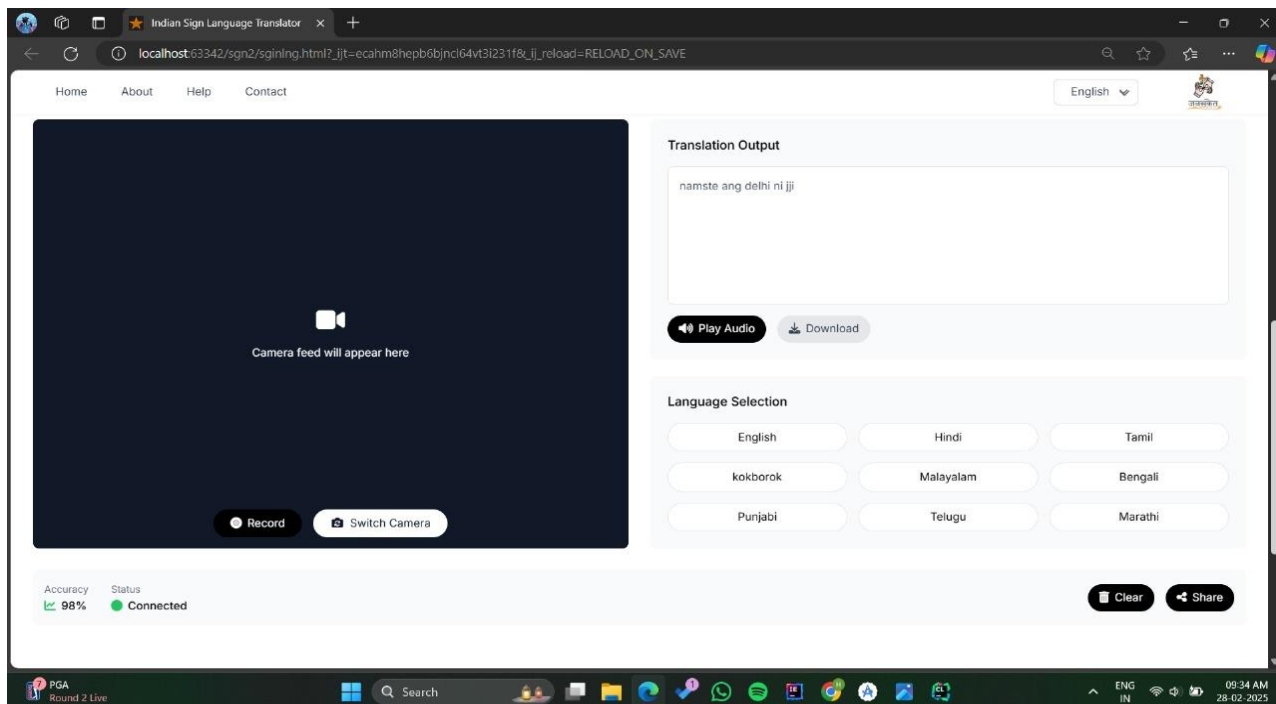 Indian Sign Language Translator
localhost:63342/sgn2/sgining.html?_ijt=ecahm8hepb6bjncl64vt3i231f&_ij_reload=RELOAD_ON_SAVE
Home About Help Contact English
Translation Output
namste ang delhi ni jji
Play Audio Download
Camera feed will appear here
Record Switch Camera
Language Selection
English Hindi Tamil
kokborok Malayalam Bengali
Punjabi Telugu Marathi
Accuracy Status
98% Connected
Clear Share
7 PGA
Round 2 Live
Search
1
ENG
IN
09:34 AM
28-02-2025